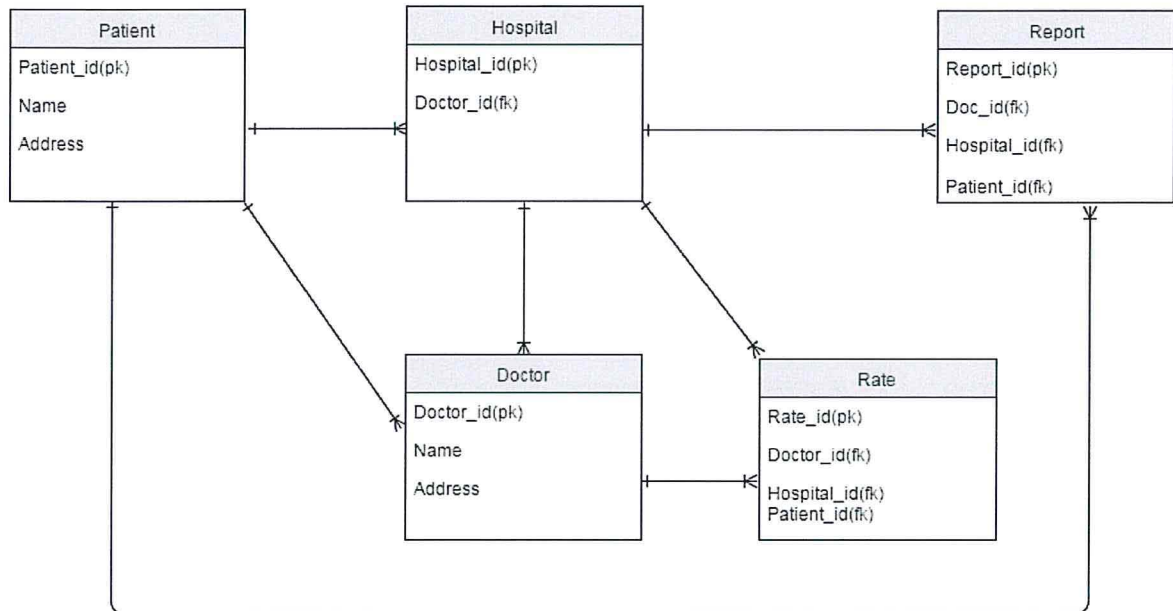 Patient
Patient_id(pk)
Name
Address
Hospital
Hospital_id(pk)
Doctor_id(fk)
Report
Report_id(pk)
Doc_id(fk)
Hospital_id(fk)
Patient_id(fk)
Doctor
Doctor_id(pk)
Name
Address
Rate
Rate_id(pk)
Doctor_id(fk)
Hospital_id(fk)
Patient_id(fk)